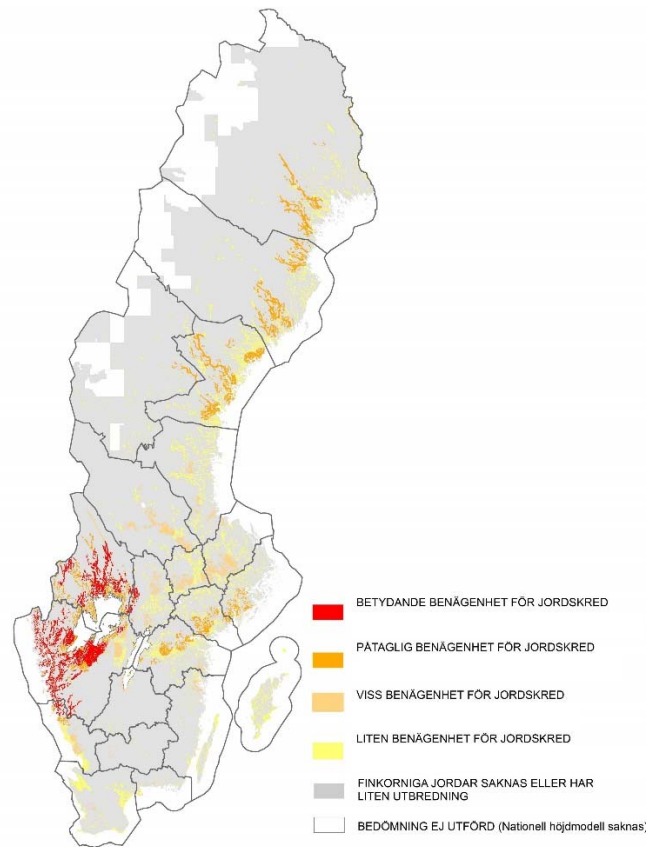 BETYDANDE BENÄGENHET FÖR JORDSKRED
PÅTAGLIG BENÄGENHET FÖR JORDSKRED
VISS BENÄGENHET FÖR JORDSKRED
LITEN BENÄGENHET FÖR JORDSKRED
FINKORNIGA JORDAR SAKNAS ELLER HAR
LITEN UTBREDNING
BEDÖMNING EJ UTFÖRD (Nationell höjdmodell saknas)